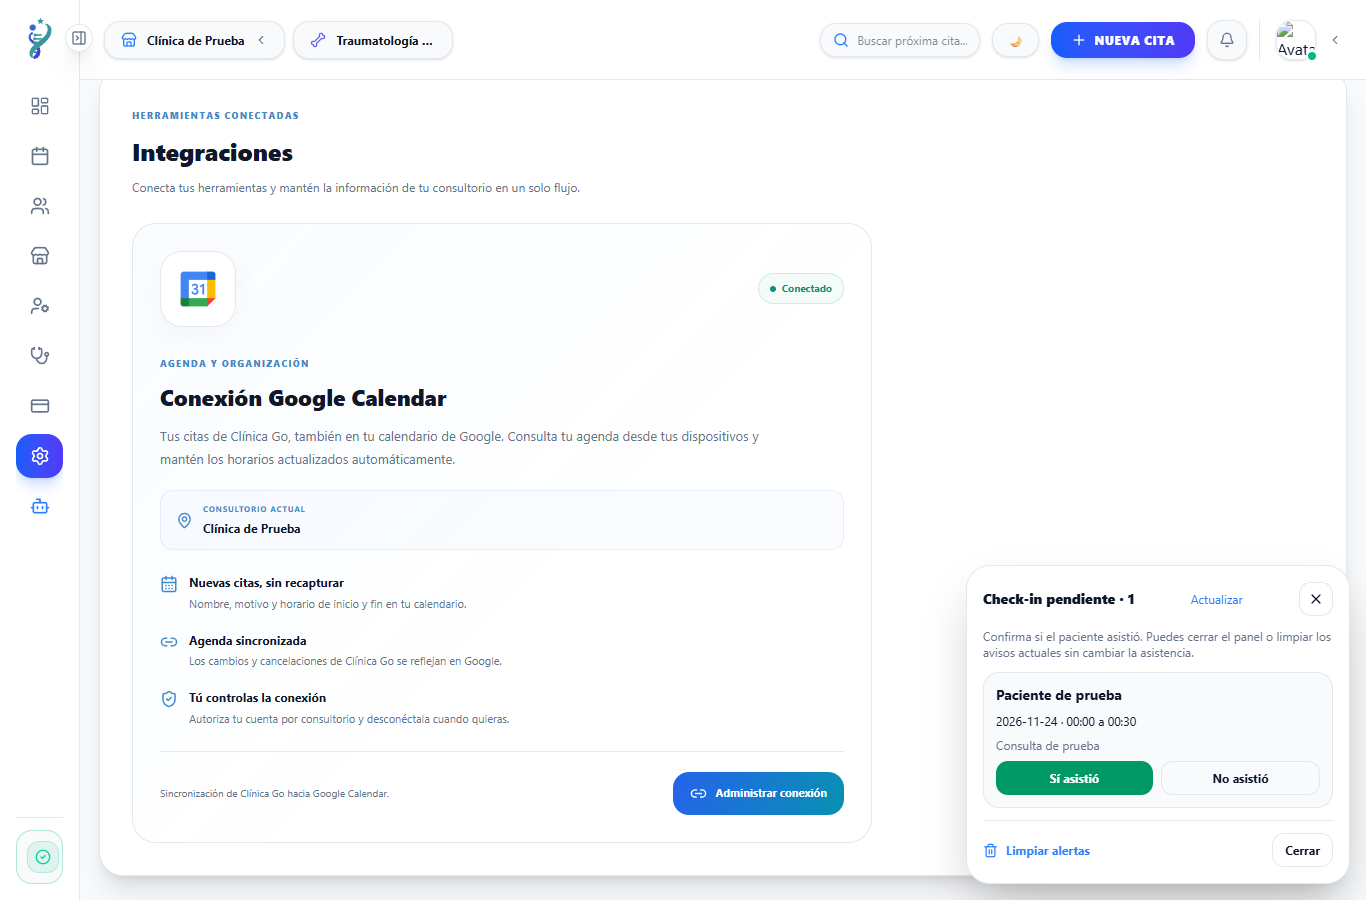 Clínica de Prueba
Traumatología ...
Buscar próxima cita...
NUEVA CITA
Avata
HERRAMIENTAS CONECTADAS
Integraciones
Conecta tus herramientas y mantén la información de tu consultorio en un solo flujo.
31
Conectado
AGENDA Y ORGANIZACIÓN
Conexión Google Calendar
Tus citas de Clínica Go, también en tu calendario de Google. Consulta tu agenda desde tus dispositivos y
mantén los horarios actualizados automáticamente.
CONSULTORIO ACTUAL
Clínica de Prueba
Nuevas citas, sin recapturar
Nombre, motivo y horario de inicio y fin en tu calendario.
Agenda sincronizada
Los cambios y cancelaciones de Clínica Go se reflejan en Google.
Tú controlas la conexión
Autoriza tu cuenta por consultorio y desconéctala cuando quieras.
Sincronización de Clínica Go hacia Google Calendar.
Administrar conexión
Check-in pendiente · 1
Actualizar
Confirma si el paciente asistió. Puedes cerrar el panel o limpiar los
avisos actuales sin cambiar la asistencia.
Paciente de prueba
2026-11-24 · 00:00 a 00:30
Consulta de prueba
Sí asistió
No asistió
Limpiar alertas
Cerrar